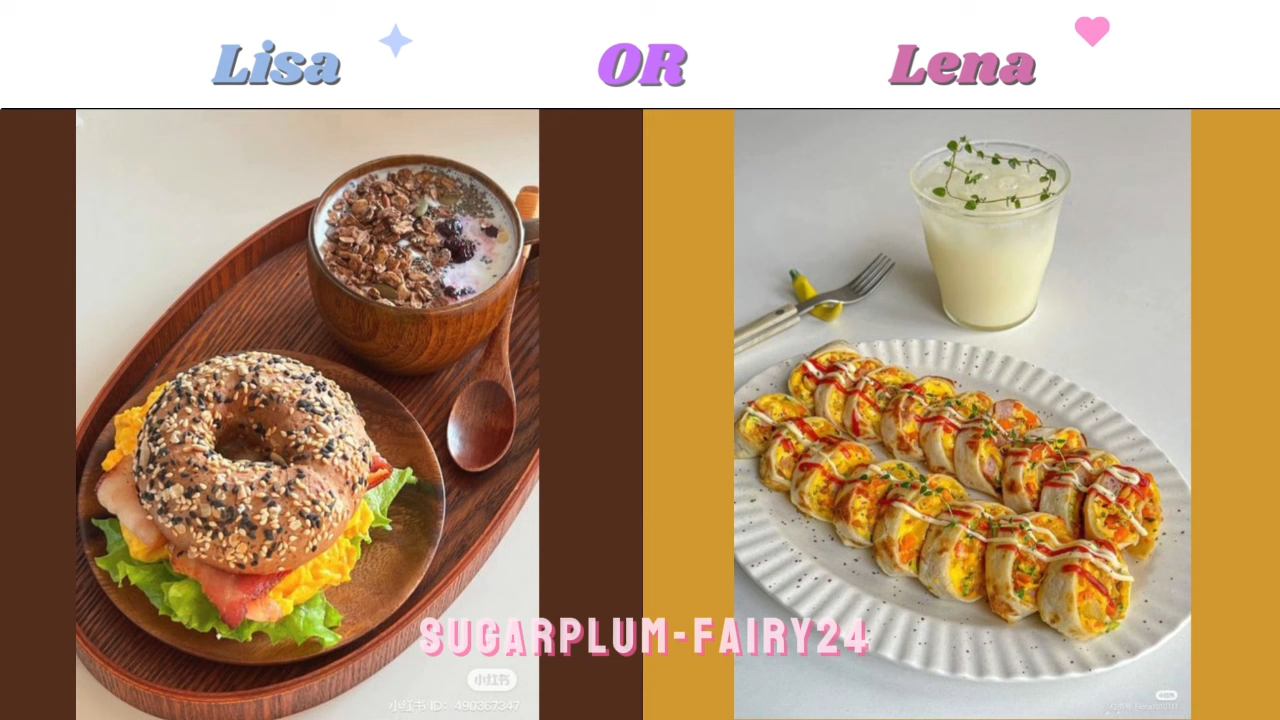 Lisa OR Lena
SUGARPLUM-FAIRY24
小红书
小红书 ID: 490367347